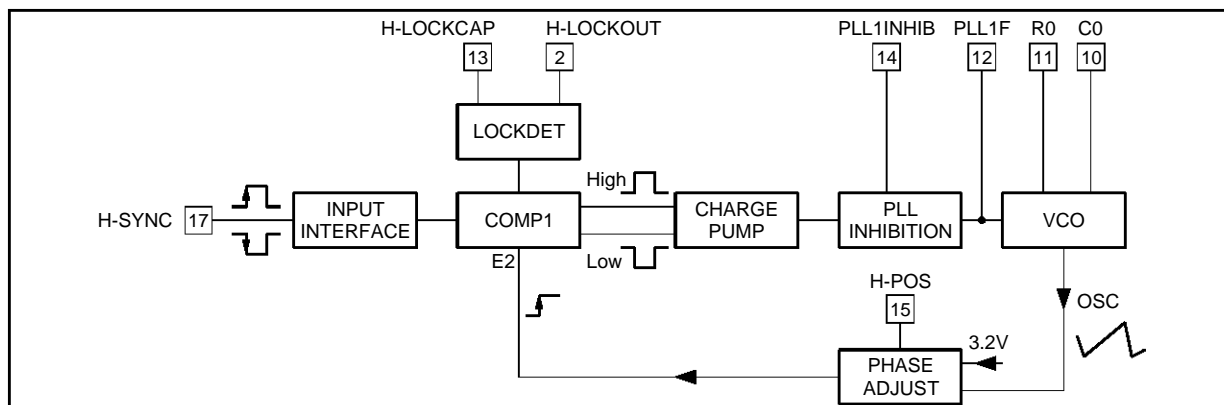 H-LOCKCAP H-LOCKOUT PLL1INHIB PLL1F R0 C0
13 2 14 12 11 10
LOCKDET
High
H-SYNC 17 INPUT INTERFACE COMP1 CHARGE PUMP PLL INHIBITION VCO
E2 Low
H-POS
15
OSC
3.2V
PHASE
ADJUST